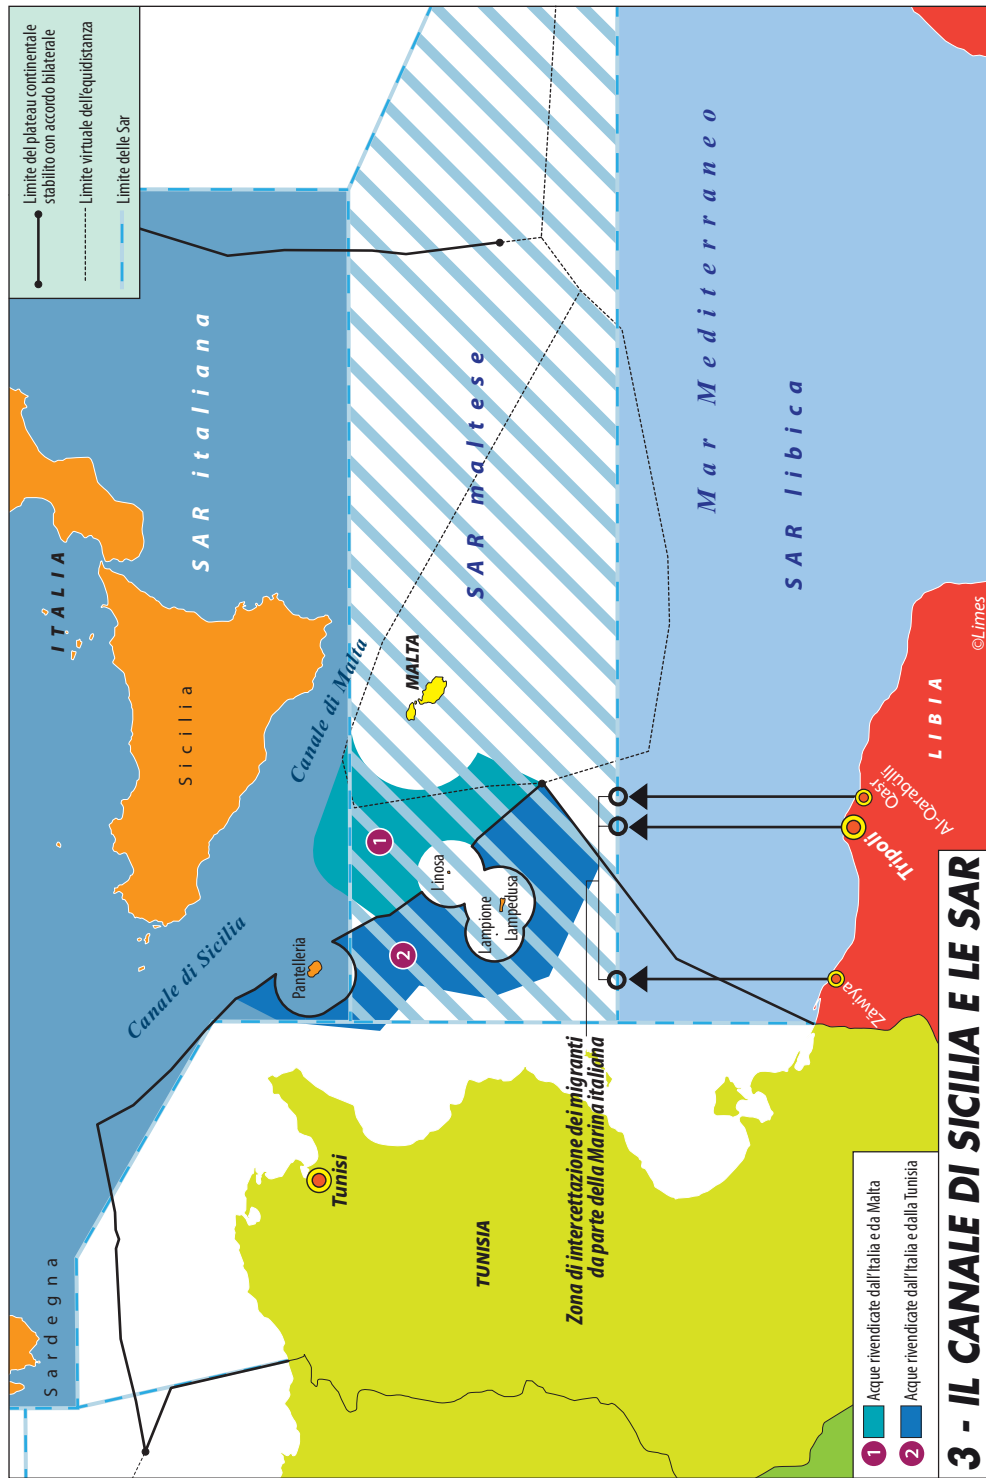 Limite del plateau continentale
stabilito con accordo bilaterale
Limite virtuale dell'equidistanza
Limite delle Sar
Sardegna
ITALIA
Sicilia
SAR italiana
Canale di Sicilia
Canale di Malta
Pantelleria
Tunisi
TUNISIA
1
2
Linosa
Lampione
Lampedusa
MALTA
SAR maltese
Zona di intercettazione dei migranti
da parte della Marina italiana
Mar Mediterraneo
SAR libica
Zāwiya
Tripoli
Qasr
Al-Qarabulli
LIBIA
©Limes
1 Acque rivendicate dall'Italia e da Malta
2 Acque rivendicate dall'Italia e dalla Tunisia
3 - IL CANALE DI SICILIA E LE SAR